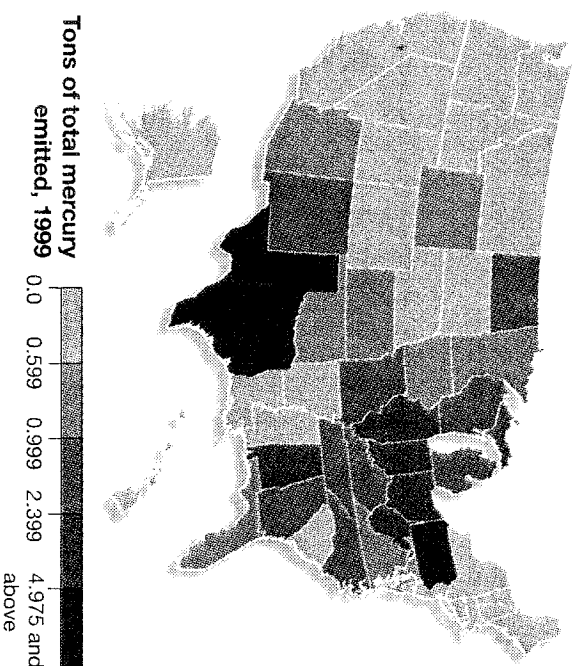 Tons of total mercury
emitted, 1999
0.0
0.599
0.999
2.399
4.975 and
above